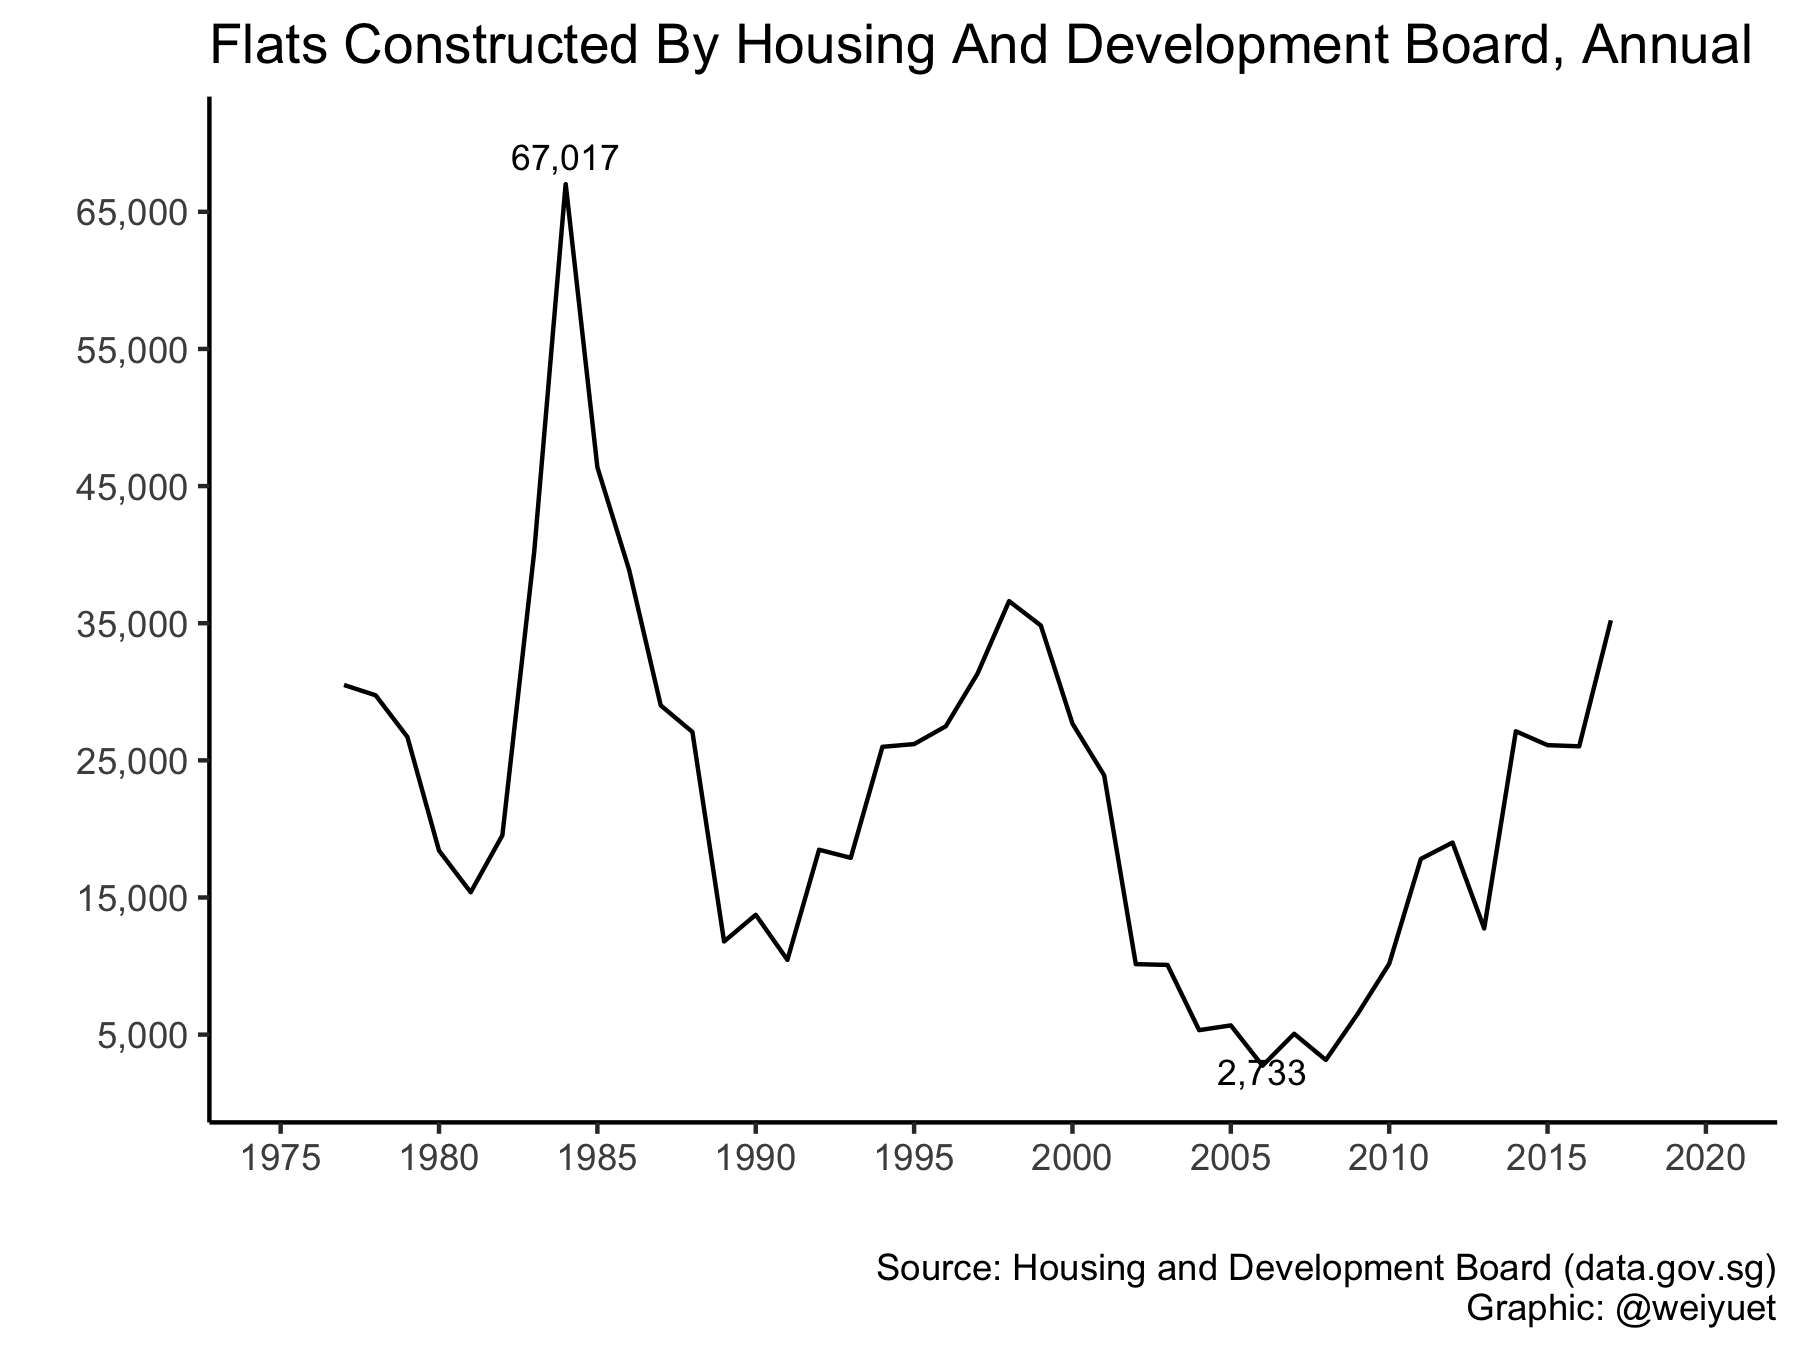 Flats Constructed By Housing And Development Board, Annual
67,017
65,000
55,000
45,000
35,000
25,000
15,000
5,000
2,733
1975 1980 1985 1990 1995 2000 2005 2010 2015 2020
Source: Housing and Development Board (data.gov.sg)
Graphic: @weiyuet